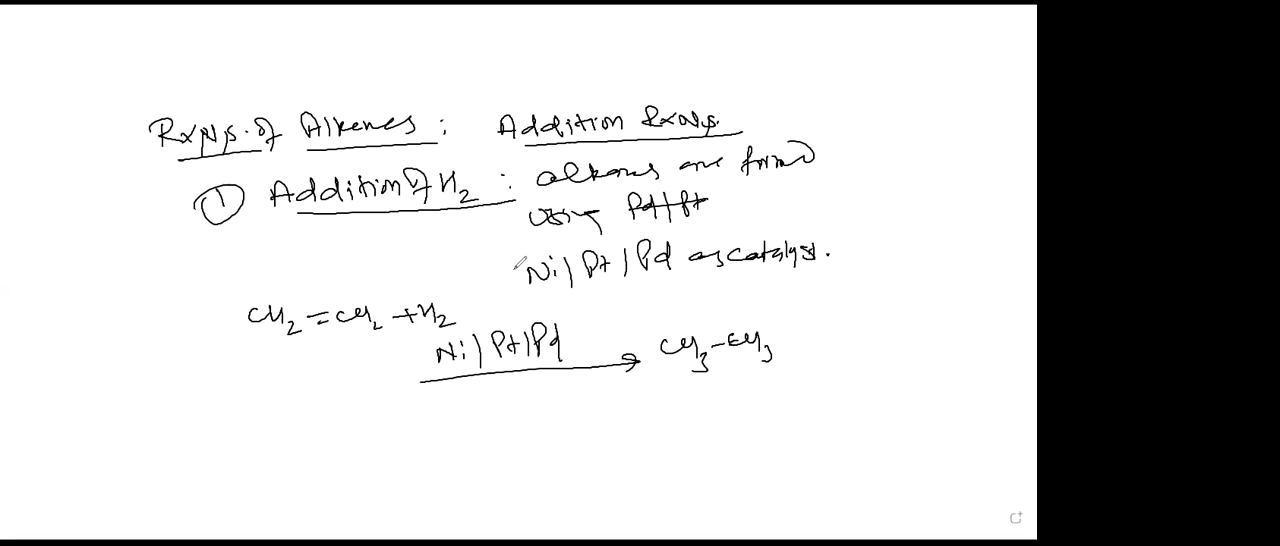 Rxns. of Alkenes : Addition Rxns.
① Addition of H₂ : alkanes are formed
using Pd/Pt
Ni/Pt/Pd as catalyst.
CH₂=CH₂ + H₂
Ni/Pt/Pd → CH₃-CH₃